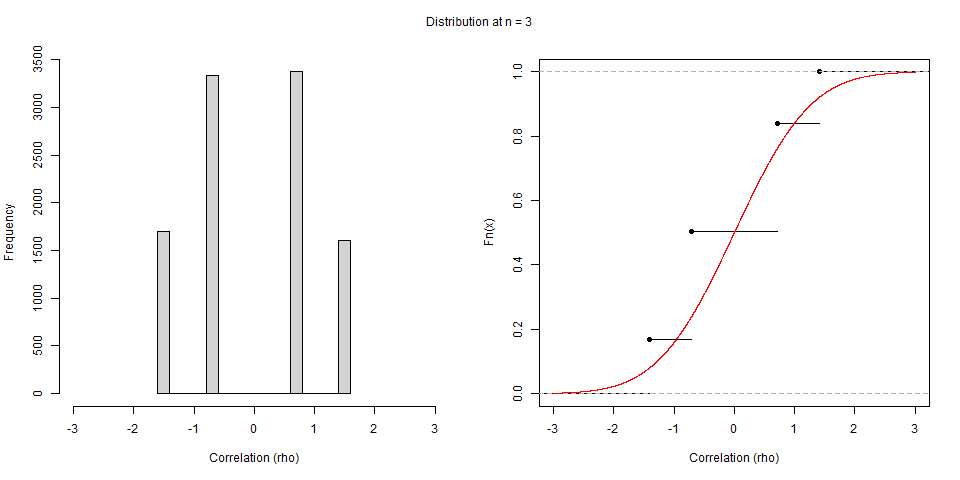 Distribution at n = 3
Frequency
3500
3000
2500
2000
1500
1000
500
0
-3 -2 -1 0 1 2 3
Correlation (rho)
Fn(x)
1.0
0.8
0.6
0.4
0.2
0.0
-3 -2 -1 0 1 2 3
Correlation (rho)